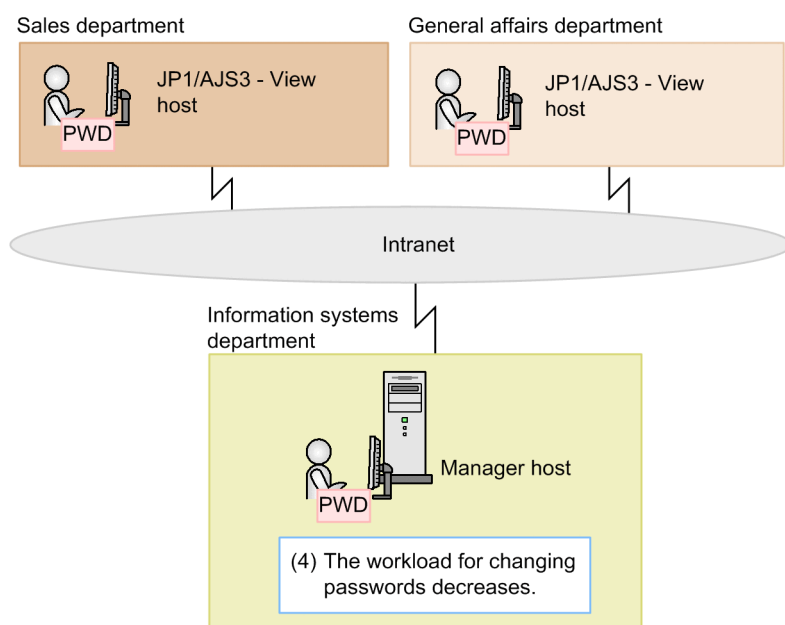 Sales department
General affairs department
JP1/AJS3 - View
host
PWD
JP1/AJS3 - View
host
PWD
Intranet
Information systems
department
Manager host
PWD
(4) The workload for changing
passwords decreases.